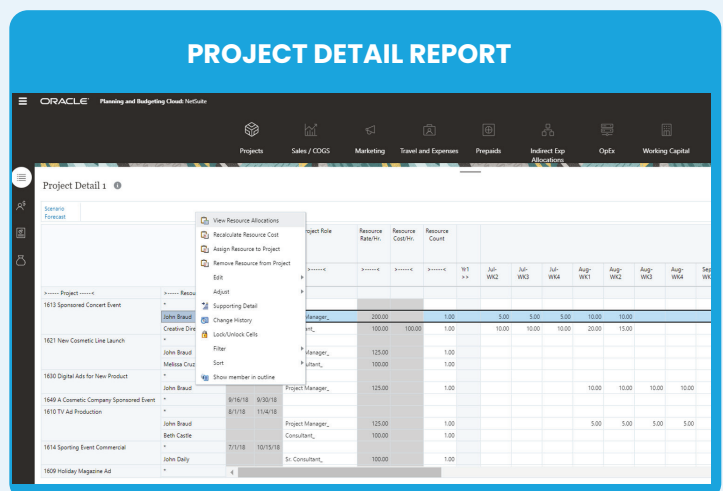 PROJECT DETAIL REPORT
ORACLE® Planning and Budgeting Cloud: NetSuite
Projects Sales / COGS Marketing Travel and Expenses Prepaids Indirect Exp Allocations OpEx Working Capital
Project Detail 1
Scenario
Forecast
View Resource Allocations
Recalculate Resource Cost
Assign Resource to Project
Remove Resource from Project
Edit
Adjust
Supporting Detail
Change History
Lock/Unlock Cells
Filter
Sort
Show member in outline
Project Role Resource Rate/Hr. Resource Cost/Hr. Resource Count
>-----< >-----< >-----< >-----< Yr1 >> Jul-WK2 Jul-WK3 Jul-WK4 Aug-WK1 Aug-WK2 Aug-WK3 Aug-WK4
>----- Project -----< >----- Resou
1613 Sponsored Concert Event *
John Braud Manager_ 200.00 1.00 5.00 5.00 5.00 10.00 10.00
Creative Dire 100.00 100.00 1.00 10.00 10.00 10.00 20.00 15.00
1621 New Cosmetic Line Launch *
John Braud Manager_ 125.00 1.00
Melissa Cruz 100.00 1.00
1630 Digital Ads for New Product *
John Braud Project Manager_ 125.00 1.00 10.00 10.00 10.00 10.00
1649 A Cosmetic Company Sponsored Event * 9/16/18 9/30/18
1610 TV Ad Production * 8/1/18 11/4/18
John Braud Project Manager_ 125.00 1.00 5.00 5.00 5.00 5.00
Beth Castle Consultant_ 100.00 1.00
1614 Sporting Event Commercial * 7/1/18 10/15/18
John Daily Sr. Consultant_ 100.00 1.00
1609 Holiday Magazine Ad *